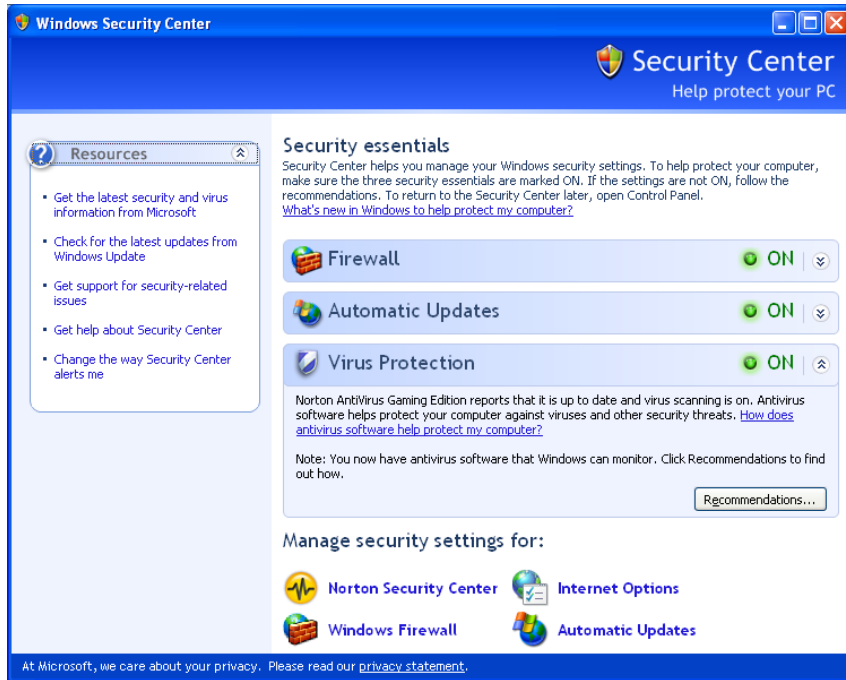 Windows Security Center
Security Center
Help protect your PC
Resources
Get the latest security and virus
information from Microsoft
Check for the latest updates from
Windows Update
Get support for security-related
issues
Get help about Security Center
Change the way Security Center
alerts me
Security essentials
Security Center helps you manage your Windows security settings. To help protect your computer,
make sure the three security essentials are marked ON. If the settings are not ON, follow the
recommendations. To return to the Security Center later, open Control Panel.
What's new in Windows to help protect my computer?
Firewall ON
Automatic Updates ON
Virus Protection ON
Norton AntiVirus Gaming Edition reports that it is up to date and virus scanning is on. Antivirus
software helps protect your computer against viruses and other security threats. How does
antivirus software help protect my computer?
Note: You now have antivirus software that Windows can monitor. Click Recommendations to find
out how.
Recommendations...
Manage security settings for:
Norton Security Center Internet Options
Windows Firewall Automatic Updates
At Microsoft, we care about your privacy. Please read our privacy statement.